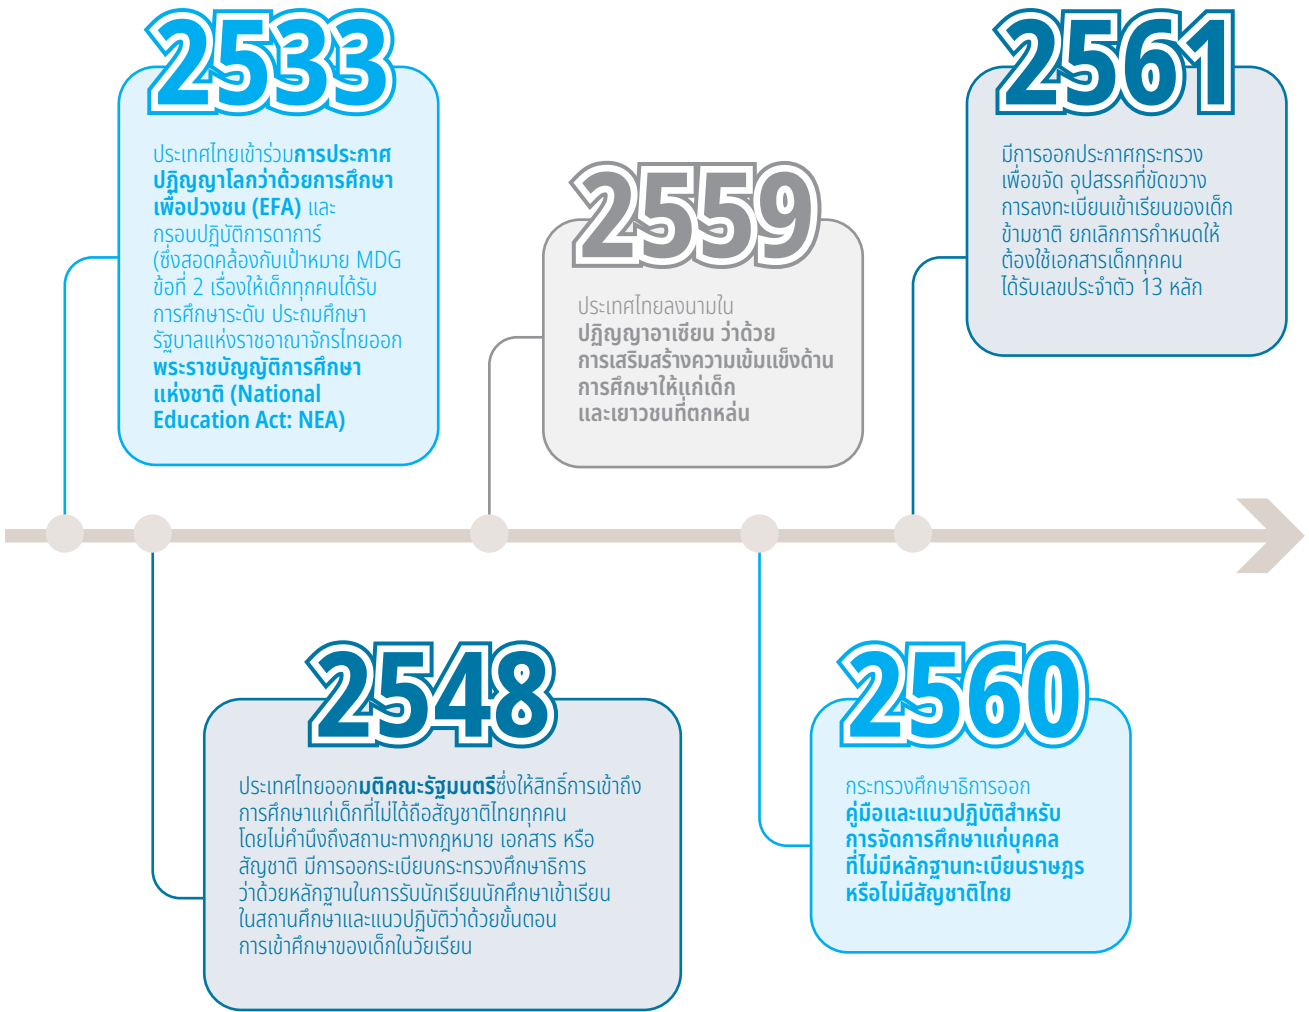 2533
ประเทศไทยเข้าร่วมการประกาศ
ปฏิญญาโลกว่าด้วยการศึกษา
เพื่อปวงชน (EFA) และ
กรอบปฏิบัติการดาการ์
(ซึ่งสอดคล้องกับเป้าหมาย MDG
ข้อที่ 2 เรื่องให้เด็กทุกคนได้รับ
การศึกษาระดับ ประถมศึกษา
รัฐบาลแห่งราชอาณาจักรไทยออก
พระราชบัญญัติการศึกษา
แห่งชาติ (National
Education Act: NEA)
2548
ประเทศไทยออกมติคณะรัฐมนตรีซึ่งให้สิทธิ์การเข้าถึง
การศึกษาแก่เด็กที่ไม่ได้ถือสัญชาติไทยทุกคน
โดยไม่คำนึงถึงสถานะทางกฎหมาย เอกสาร หรือ
สัญชาติ มีการออกระเบียบกระทรวงศึกษาธิการ
ว่าด้วยหลักฐานในการรับนักเรียนนักศึกษาเข้าเรียน
ในสถานศึกษาและแนวปฏิบัติว่าด้วยขั้นตอน
การเข้าศึกษาของเด็กในวัยเรียน
2559
ประเทศไทยลงนามใน
ปฏิญญาอาเซียน ว่าด้วย
การเสริมสร้างความเข้มแข็งด้าน
การศึกษาให้แก่เด็ก
และเยาวชนที่ตกหล่น
2560
กระทรวงศึกษาธิการออก
คู่มือและแนวปฏิบัติสำหรับ
การจัดการศึกษาแก่บุคคล
ที่ไม่มีหลักฐานทะเบียนราษฎร
หรือไม่มีสัญชาติไทย
2561
มีการออกประกาศกระทรวง
เพื่อขจัด อุปสรรคที่ขัดขวาง
การลงทะเบียนเข้าเรียนของเด็ก
ข้ามชาติ ยกเลิกการกำหนดให้
ต้องใช้เอกสารเด็กทุกคน
ได้รับเลขประจำตัว 13 หลัก